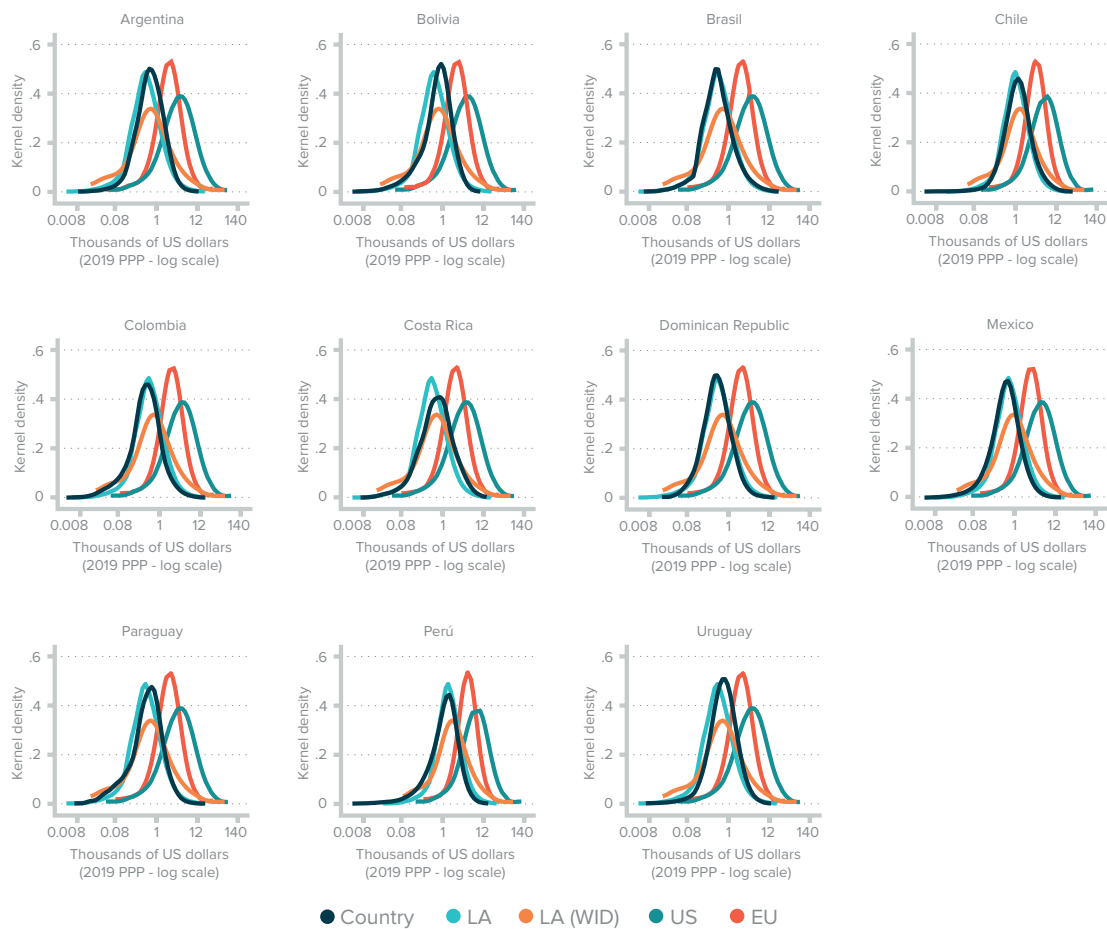 Argentina
Bolivia
Brasil
Chile
.6
.4
.2
0
Kernel density
0.008 0.08 1 12 140
Thousands of US dollars
(2019 PPP - log scale)
.6
.4
.2
0
Kernel density
0.008 0.08 1 12 140
Thousands of US dollars
(2019 PPP - log scale)
.6
.4
.2
0
Kernel density
0.008 0.08 1 12 140
Thousands of US dollars
(2019 PPP - log scale)
.6
.4
.2
0
Kernel density
0.008 0.08 1 12 140
Thousands of US dollars
(2019 PPP - log scale)
Colombia
Costa Rica
Dominican Republic
Mexico
.6
.4
.2
0
Kernel density
0.008 0.08 1 12 140
Thousands of US dollars
(2019 PPP - log scale)
.6
.4
.2
0
Kernel density
0.008 0.08 1 12 140
Thousands of US dollars
(2019 PPP - log scale)
.6
.4
.2
0
Kernel density
0.008 0.08 1 12 140
Thousands of US dollars
(2019 PPP - log scale)
.6
.4
.2
0
Kernel density
0.008 0.08 1 12 140
Thousands of US dollars
(2019 PPP - log scale)
Paraguay
Perú
Uruguay
.6
.4
.2
0
Kernel density
0.008 0.08 1 12 140
Thousands of US dollars
(2019 PPP - log scale)
.6
.4
.2
0
Kernel density
0.008 0.08 1 12 140
Thousands of US dollars
(2019 PPP - log scale)
.6
.4
.2
0
Kernel density
0.008 0.08 1 12 140
Thousands of US dollars
(2019 PPP - log scale)
Country LA LA (WID) US EU